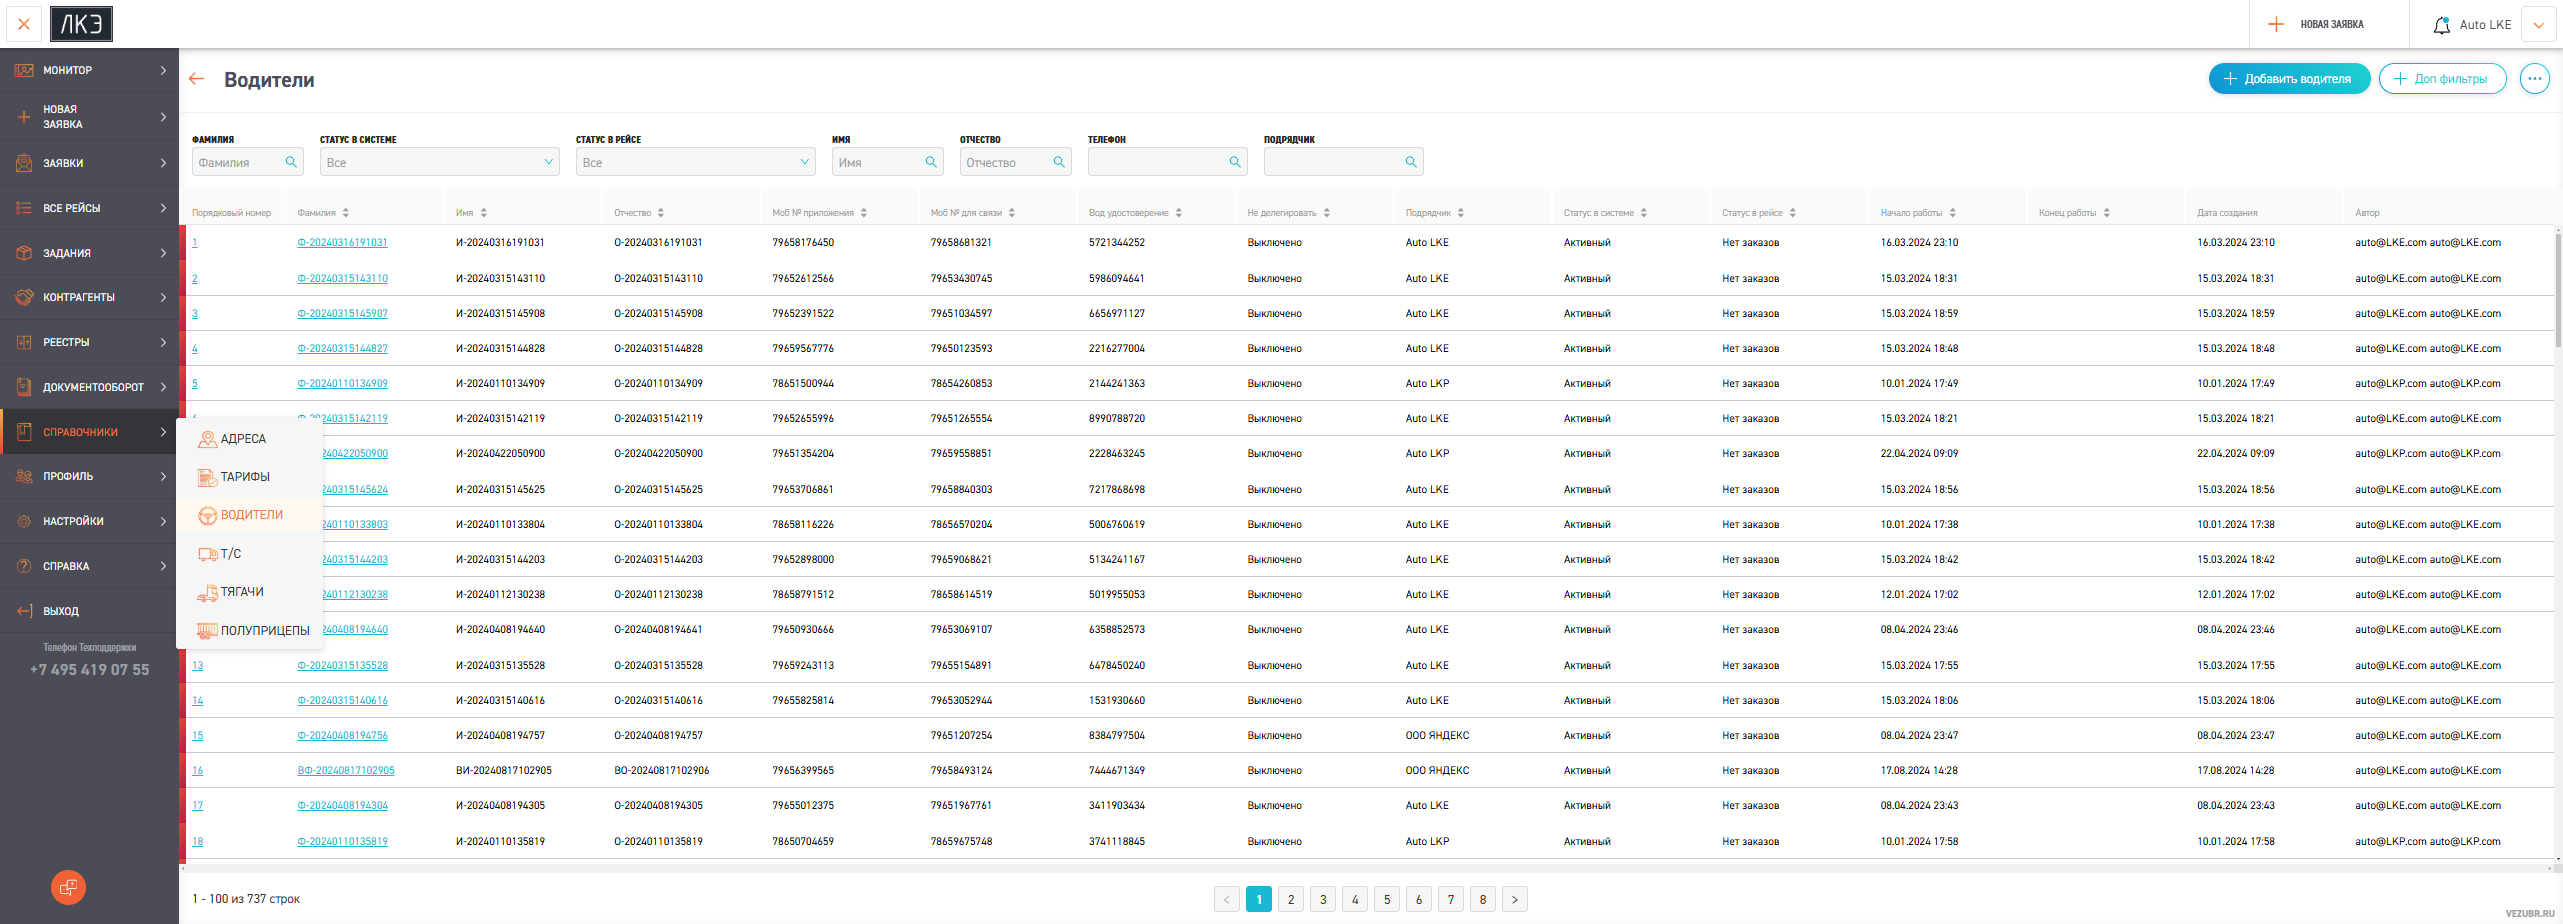 ЛКЭ
НОВАЯ ЗАЯВКА
Auto LKE
МОНИТОР
НОВАЯ
ЗАЯВКА
ЗАЯВКИ
ВСЕ РЕЙСЫ
ЗАДАНИЯ
КОНТРАГЕНТЫ
РЕЕСТРЫ
ДОКУМЕНТООБОРОТ
СПРАВОЧНИКИ
ПРОФИЛЬ
НАСТРОЙКИ
СПРАВКА
ВЫХОД
Телефон Техподдержки
+7 495 419 07 55
АДРЕСА
ТАРИФЫ
ВОДИТЕЛИ
Т/С
ТЯГАЧИ
ПОЛУПРИЦЕПЫ
Водители
Добавить водителя
Доп фильтры
ФАМИЛИЯ СТАТУС В СИСТЕМЕ СТАТУС В РЕЙСЕ ИМЯ ОТЧЕСТВО ТЕЛЕФОН ПОДРЯДЧИК
Фамилия Все Все Имя Отчество
Порядковый номер Фамилия Имя Отчество Моб № приложения Моб № для связи Вод удостоверение Не делегировать Подрядчик Статус в системе Статус в рейсе Начало работы Конец работы Дата создания Автор
1 Ф-20240316191031 И-20240316191031 О-20240316191031 79658176450 79658681321 5721344252 Выключено Auto LKE Активный Нет заказов 16.03.2024 23:10 16.03.2024 23:10 auto@LKE.com auto@LKE.com
2 Ф-20240315143110 И-20240315143110 О-20240315143110 79652612566 79653430745 5986094641 Выключено Auto LKE Активный Нет заказов 15.03.2024 18:31 15.03.2024 18:31 auto@LKE.com auto@LKE.com
3 Ф-20240315145907 И-20240315145908 О-20240315145908 79652391522 79651034597 6656971127 Выключено Auto LKE Активный Нет заказов 15.03.2024 18:59 15.03.2024 18:59 auto@LKE.com auto@LKE.com
4 Ф-20240315144827 И-20240315144828 О-20240315144828 79659567776 79650123593 2216277004 Выключено Auto LKE Активный Нет заказов 15.03.2024 18:48 15.03.2024 18:48 auto@LKE.com auto@LKE.com
5 Ф-20240110134909 И-20240110134909 О-20240110134909 78651500944 78654260853 2144241363 Выключено Auto LKP Активный Нет заказов 10.01.2024 17:49 10.01.2024 17:49 auto@LKP.com auto@LKP.com
Ф-20240315142119 И-20240315142119 О-20240315142119 79652655996 79651265554 8990788720 Выключено Auto LKE Активный Нет заказов 15.03.2024 18:21 15.03.2024 18:21 auto@LKE.com auto@LKE.com
240422050900 И-20240422050900 О-20240422050900 79651354204 79659558851 2228463245 Выключено Auto LKP Активный Нет заказов 22.04.2024 09:09 22.04.2024 09:09 auto@LKP.com auto@LKP.com
240315145624 И-20240315145625 О-20240315145625 79653706861 79658840303 7217868698 Выключено Auto LKE Активный Нет заказов 15.03.2024 18:56 15.03.2024 18:56 auto@LKE.com auto@LKE.com
240110133803 И-20240110133804 О-20240110133804 78658116226 78656570204 5006760619 Выключено Auto LKE Активный Нет заказов 10.01.2024 17:38 10.01.2024 17:38 auto@LKE.com auto@LKE.com
240315144203 И-20240315144203 О-20240315144203 79652898000 79659068621 5134241167 Выключено Auto LKE Активный Нет заказов 15.03.2024 18:42 15.03.2024 18:42 auto@LKE.com auto@LKE.com
240112130238 И-20240112130238 О-20240112130238 78658791512 78658614519 5019955053 Выключено Auto LKE Активный Нет заказов 12.01.2024 17:02 12.01.2024 17:02 auto@LKE.com auto@LKE.com
240408194640 И-20240408194640 О-20240408194641 79650930666 79653069107 6358852573 Выключено Auto LKE Активный Нет заказов 08.04.2024 23:46 08.04.2024 23:46 auto@LKE.com auto@LKE.com
13 Ф-20240315135528 И-20240315135528 О-20240315135528 79659243113 79655154891 6478450240 Выключено Auto LKE Активный Нет заказов 15.03.2024 17:55 15.03.2024 17:55 auto@LKE.com auto@LKE.com
14 Ф-20240315140616 И-20240315140616 О-20240315140616 79655825814 79653052944 1531930660 Выключено Auto LKE Активный Нет заказов 15.03.2024 18:06 15.03.2024 18:06 auto@LKE.com auto@LKE.com
15 Ф-20240408194756 И-20240408194757 О-20240408194757 79651207254 8384797504 Выключено ООО ЯНДЕКС Активный Нет заказов 08.04.2024 23:47 08.04.2024 23:47 auto@LKE.com auto@LKE.com
16 ВФ-20240817102905 ВИ-20240817102905 ВО-20240817102906 79656399565 79658493124 7444671349 Выключено ООО ЯНДЕКС Активный Нет заказов 17.08.2024 14:28 17.08.2024 14:28 auto@LKE.com auto@LKE.com
17 Ф-20240408194304 И-20240408194305 О-20240408194305 79655012375 79651967761 3411903434 Выключено Auto LKE Активный Нет заказов 08.04.2024 23:43 08.04.2024 23:43 auto@LKE.com auto@LKE.com
18 Ф-20240110135819 И-20240110135819 О-20240110135819 78650704659 78659675748 3741118845 Выключено Auto LKP Активный Нет заказов 10.01.2024 17:58 10.01.2024 17:58 auto@LKP.com auto@LKP.com
1 - 100 из 737 строк
< 1 2 3 4 5 6 7 8 >
VEZUBR.RU